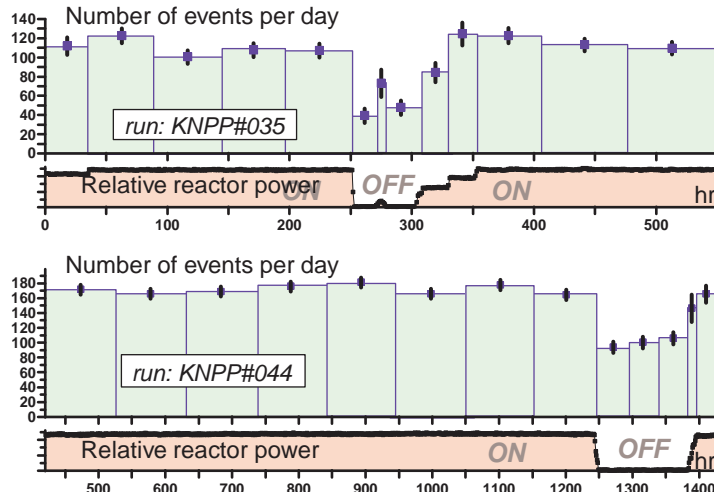 Number of events per day
140
120
100
80
60
40
20
0
run: KNPP#035
Relative reactor power ON OFF ON hr
0 100 200 300 400 500
Number of events per day
180
160
140
120
100
80
60
40
20
0
run: KNPP#044
Relative reactor power ON OFF hr
500 600 700 800 900 1000 1100 1200 1300 1400